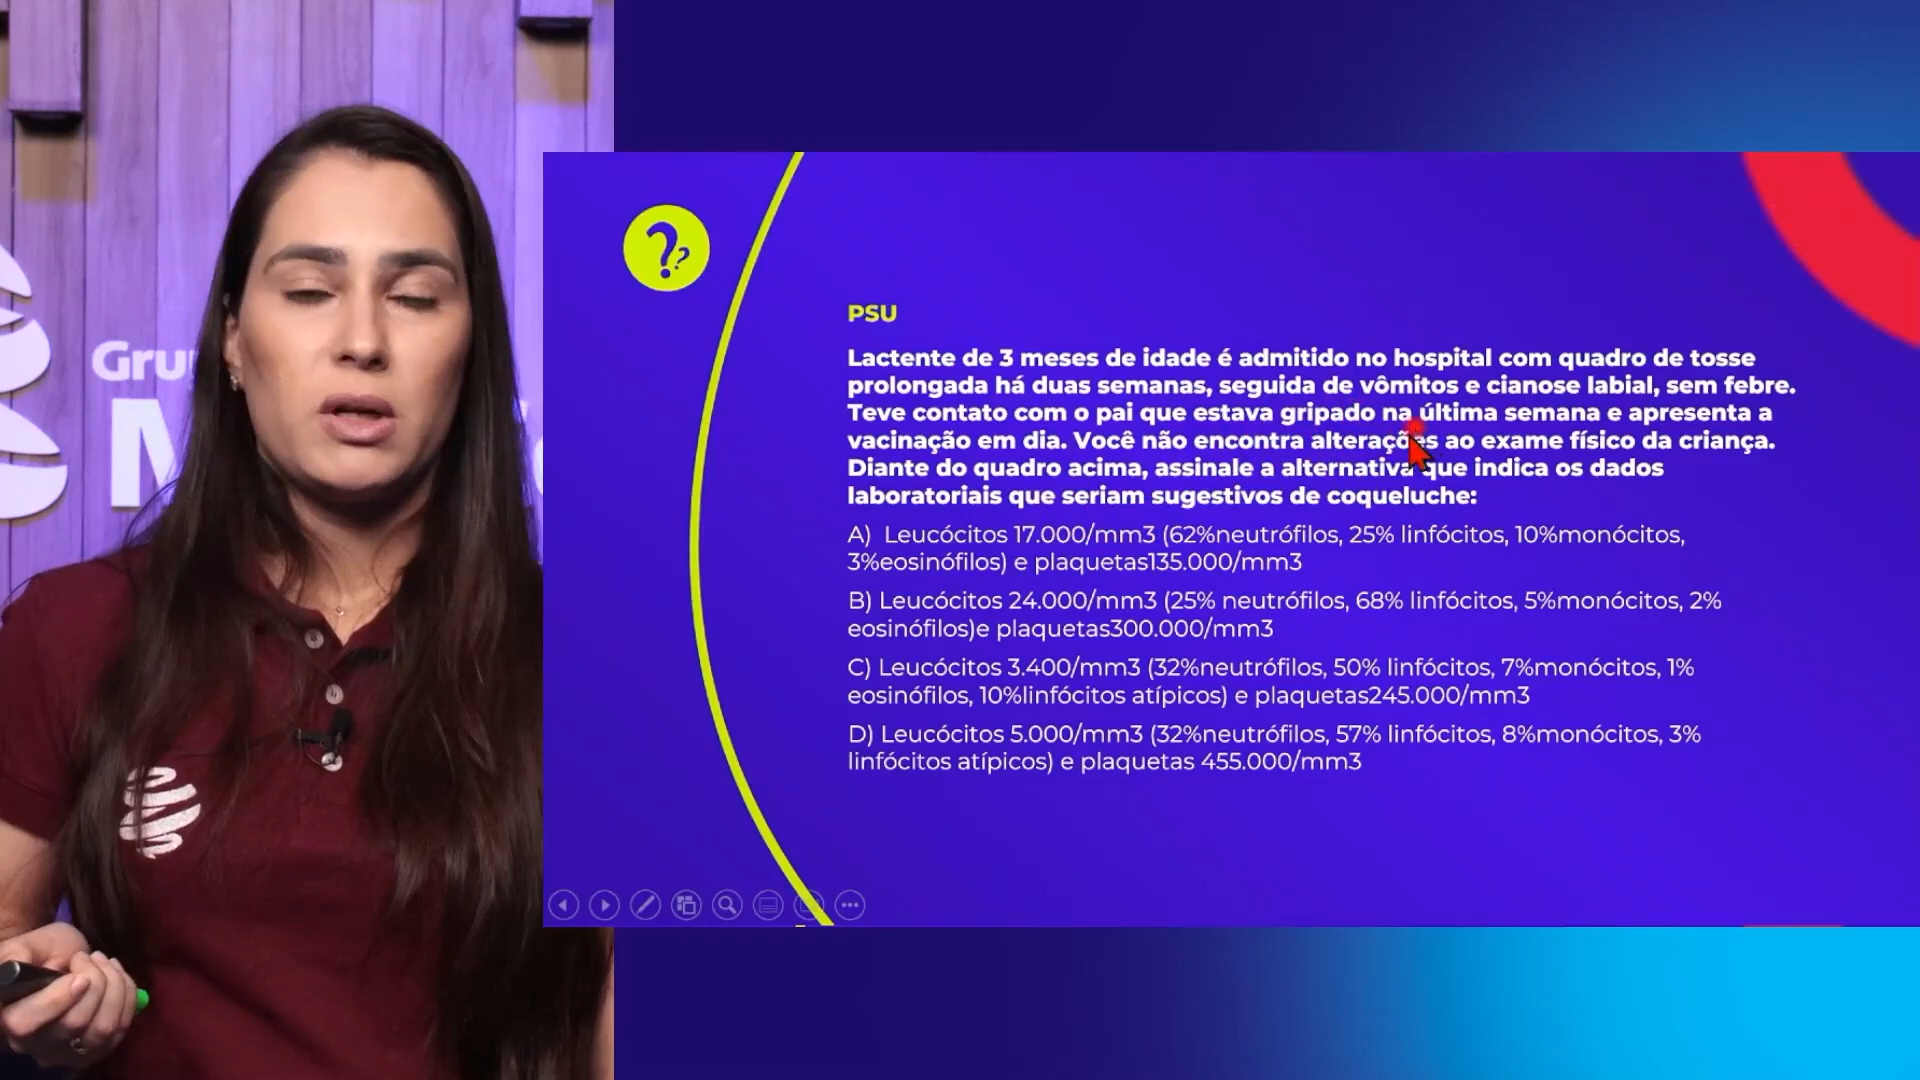 Gru
M
PSU
Lactente de 3 meses de idade é admitido no hospital com quadro de tosse
prolongada há duas semanas, seguida de vômitos e cianose labial, sem febre.
Teve contato com o pai que estava gripado na última semana e apresenta a
vacinação em dia. Você não encontra alterações ao exame físico da criança.
Diante do quadro acima, assinale a alternativa que indica os dados
laboratoriais que seriam sugestivos de coqueluche:
A) Leucócitos 17.000/mm3 (62%neutrófilos, 25% linfócitos, 10%monócitos,
3%eosinófilos) e plaquetas135.000/mm3
B) Leucócitos 24.000/mm3 (25% neutrófilos, 68% linfócitos, 5%monócitos, 2%
eosinófilos)e plaquetas300.000/mm3
C) Leucócitos 3.400/mm3 (32%neutrófilos, 50% linfócitos, 7%monócitos, 1%
eosinófilos, 10%linfócitos atípicos) e plaquetas245.000/mm3
D) Leucócitos 5.000/mm3 (32%neutrófilos, 57% linfócitos, 8%monócitos, 3%
linfócitos atípicos) e plaquetas 455.000/mm3